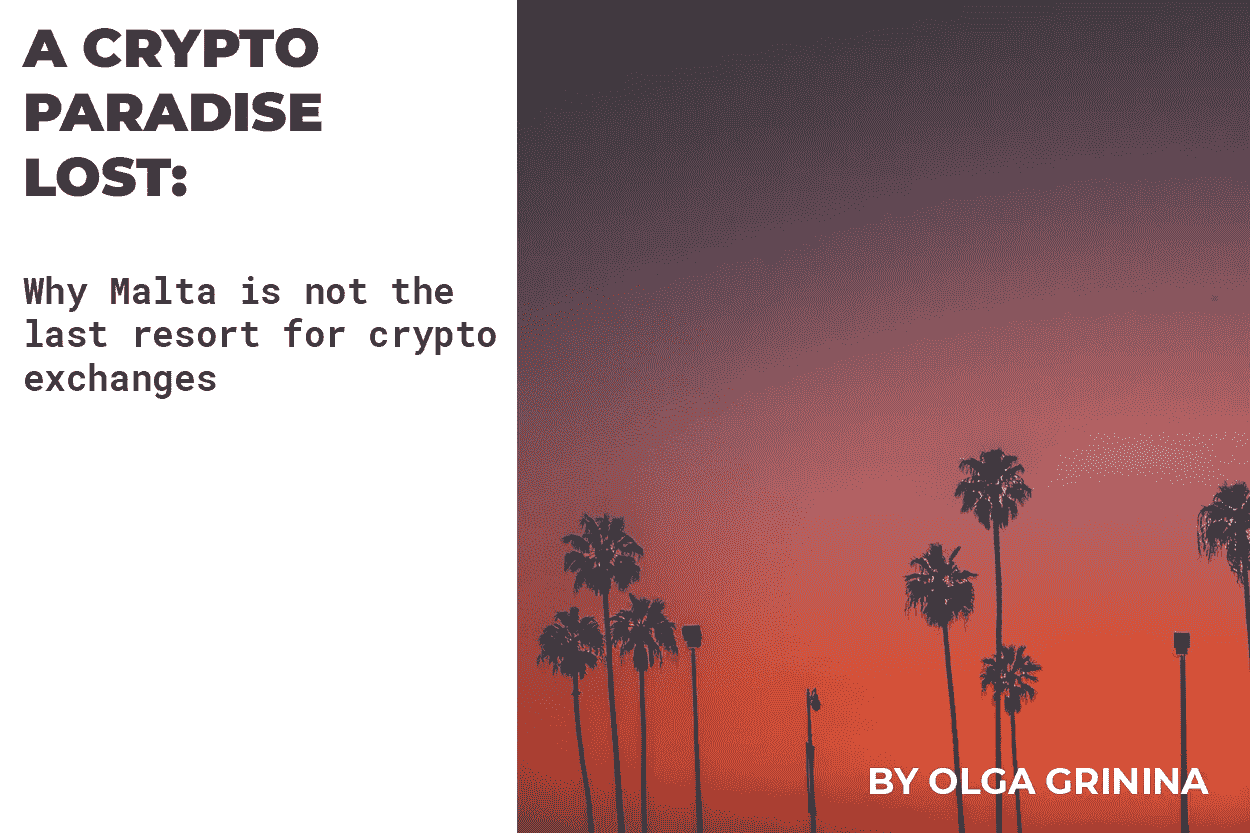 A CRYPTO
PARADISE
LOST:
Why Malta is not the
last resort for crypto
exchanges
BY OLGA GRININA